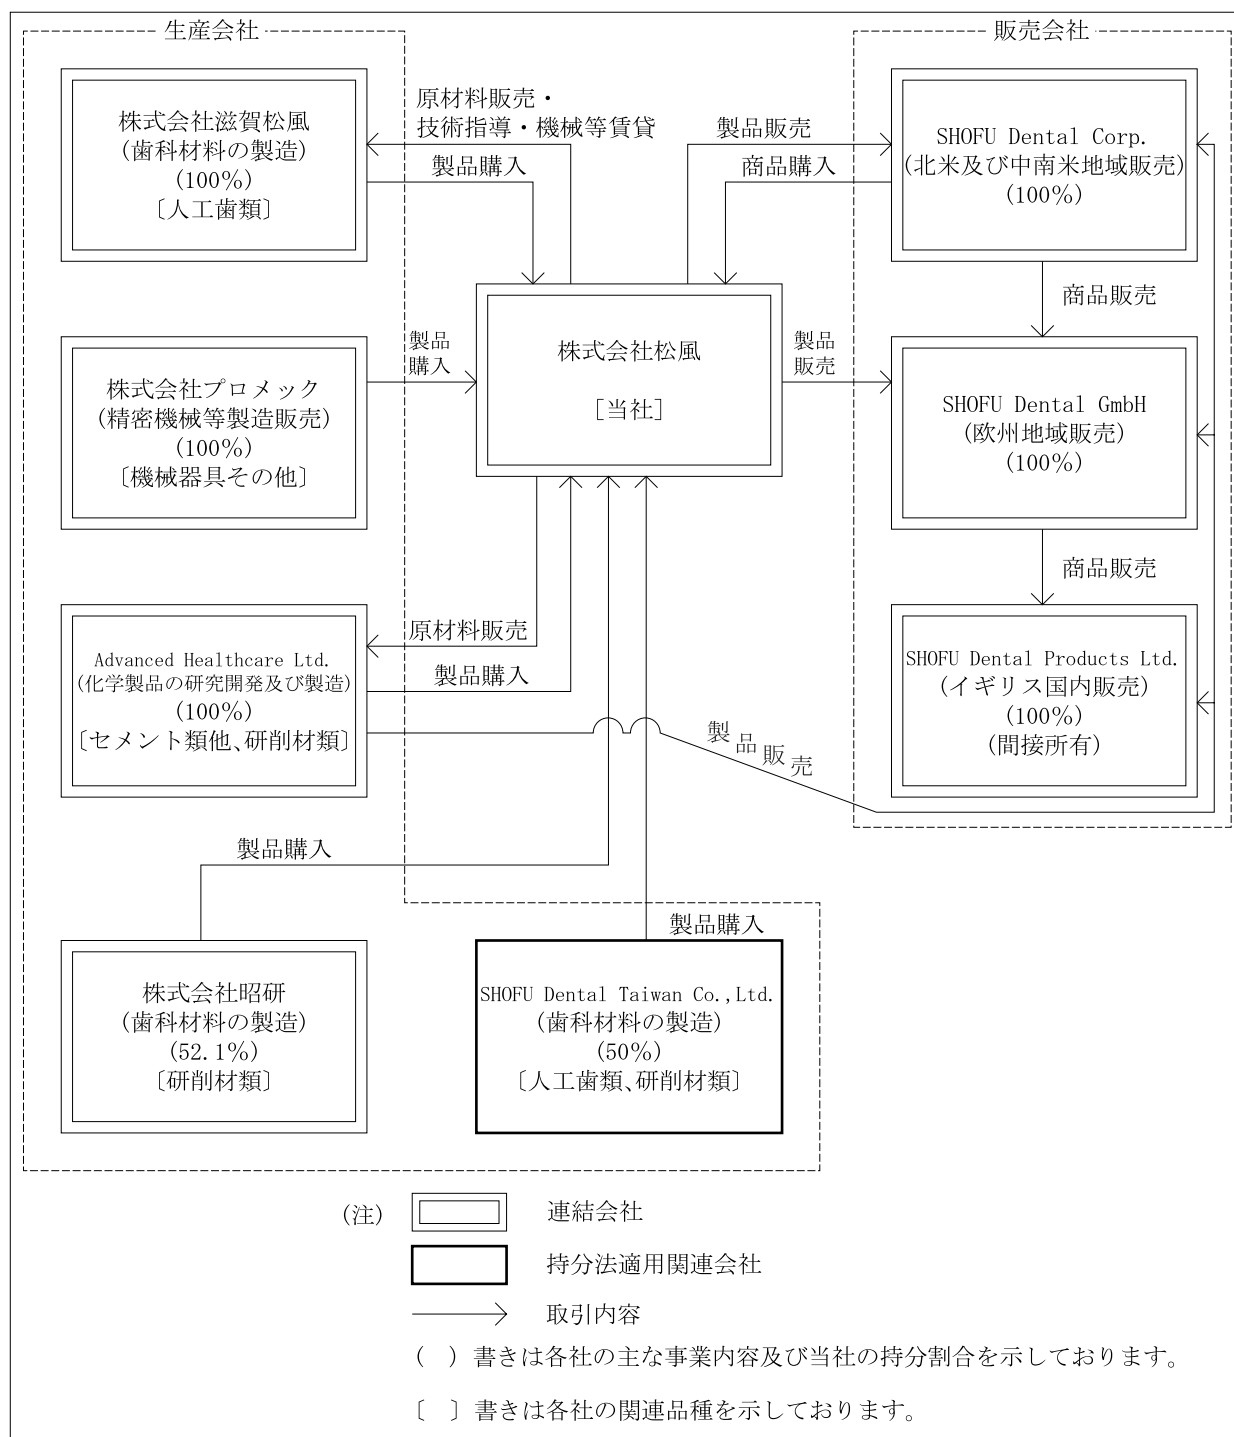 生産会社
販売会社
株式会社滋賀松風
(歯科材料の製造)
(100%)
〔人工歯類〕
原材料販売・
技術指導・機械等賃貸
製品購入
製品販売
商品購入
SHOFU Dental Corp.
(北米及び中南米地域販売)
(100%)
商品販売
株式会社プロメック
(精密機械等製造販売)
(100%)
〔機械器具その他〕
製品
購入
株式会社松風
[当社]
製品
販売
SHOFU Dental GmbH
(欧州地域販売)
(100%)
商品販売
Advanced Healthcare Ltd.
(化学製品の研究開発及び製造)
(100%)
〔セメント類他、研削材類〕
原材料販売
製品購入
製品販売
SHOFU Dental Products Ltd.
(イギリス国内販売)
(100%)
(間接所有)
製品購入
製品購入
株式会社昭研
(歯科材料の製造)
(52.1%)
〔研削材類〕
SHOFU Dental Taiwan Co.,Ltd.
(歯科材料の製造)
(50%)
〔人工歯類、研削材類〕
(注)
連結会社
持分法適用関連会社
取引内容
(　)書きは各社の主な事業内容及び当社の持分割合を示しております。
〔　〕書きは各社の関連品種を示しております。